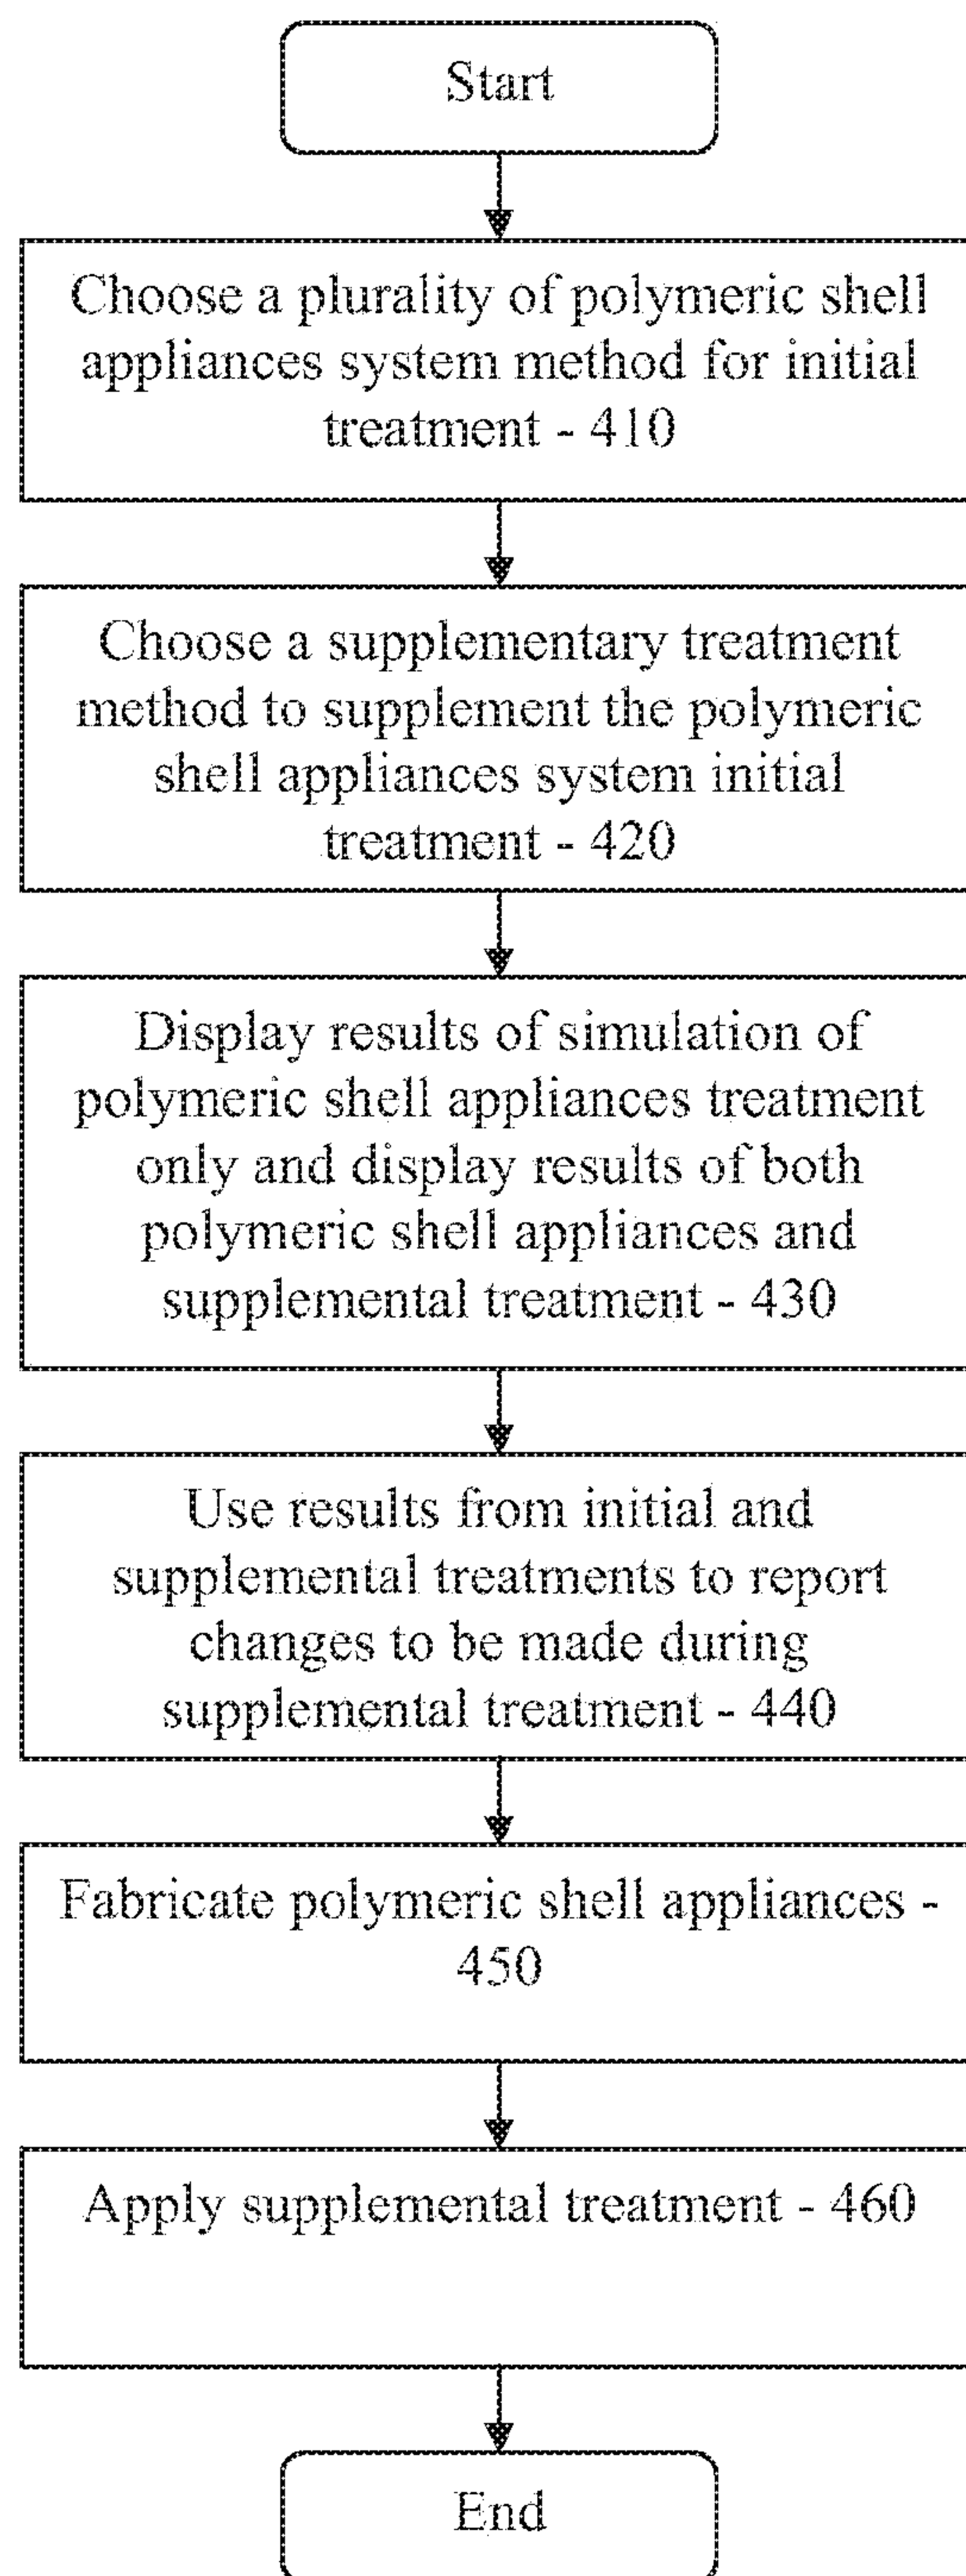 Start
Choose a plurality of polymeric shell
appliances system method for initial
treatment - 410
Choose a supplementary treatment
method to supplement the polymeric
shell appliances system initial
treatment - 420
Display results of simulation of
polymeric shell appliances treatment
only and display results of both
polymeric shell appliances and
supplemental treatment - 430
Use results from initial and
supplemental treatments to report
changes to be made during
supplemental treatment - 440
Fabricate polymeric shell appliances -
450
Apply supplemental treatment - 460
End